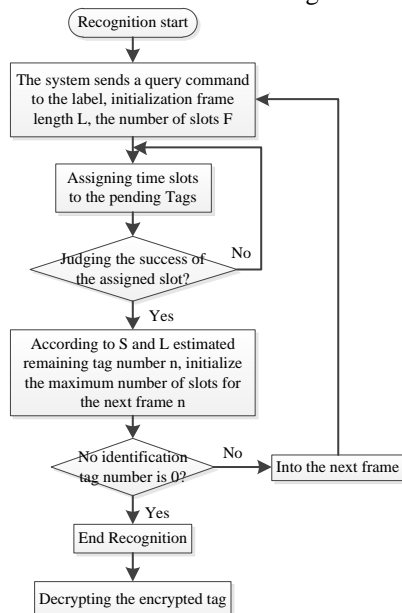 Recognition start
The system sends a query command
to the label, initialization frame
length L, the number of slots F
Assigning time slots
to the pending Tags
Judging the success of
the assigned slot?
No
Yes
According to S and L estimated
remaining tag number n, initialize
the maximum number of slots for
the next frame n
No identification
tag number is 0?
No
Into the next frame
Yes
End Recognition
Decrypting the encrypted tag